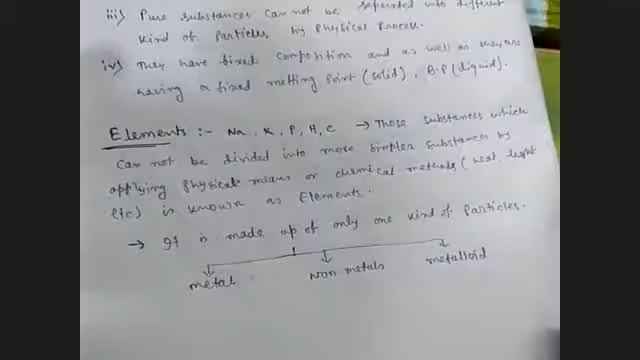 iii) Pure substances can not be seperated into different
kind of particles by physical process.
iv) They have fixed composition and as well as they are
having a fixed melting point (solid), B.P (liquid).
Elements :- Na, K, P, H, C → Those substances which
can not be divided into more simpler substances by
applying physical means or chemical methods (heat, light
etc) is known as Elements.
→ It is made up of only one kind of particles.
metal Non metals metalloid